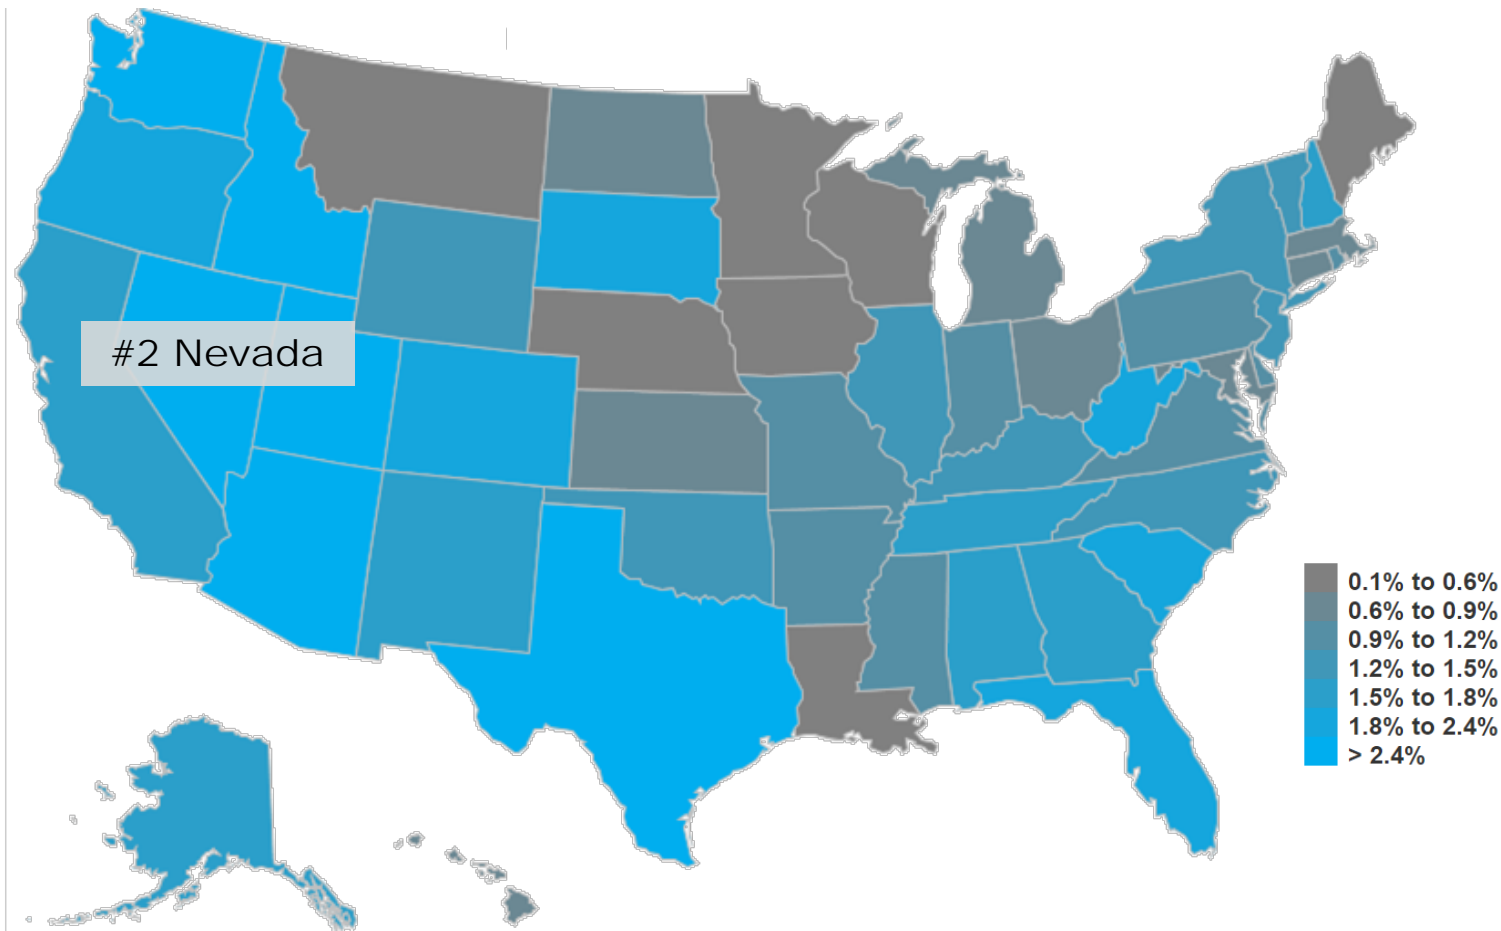 #2 Nevada
0.1% to 0.6%
0.6% to 0.9%
0.9% to 1.2%
1.2% to 1.5%
1.5% to 1.8%
1.8% to 2.4%
> 2.4%